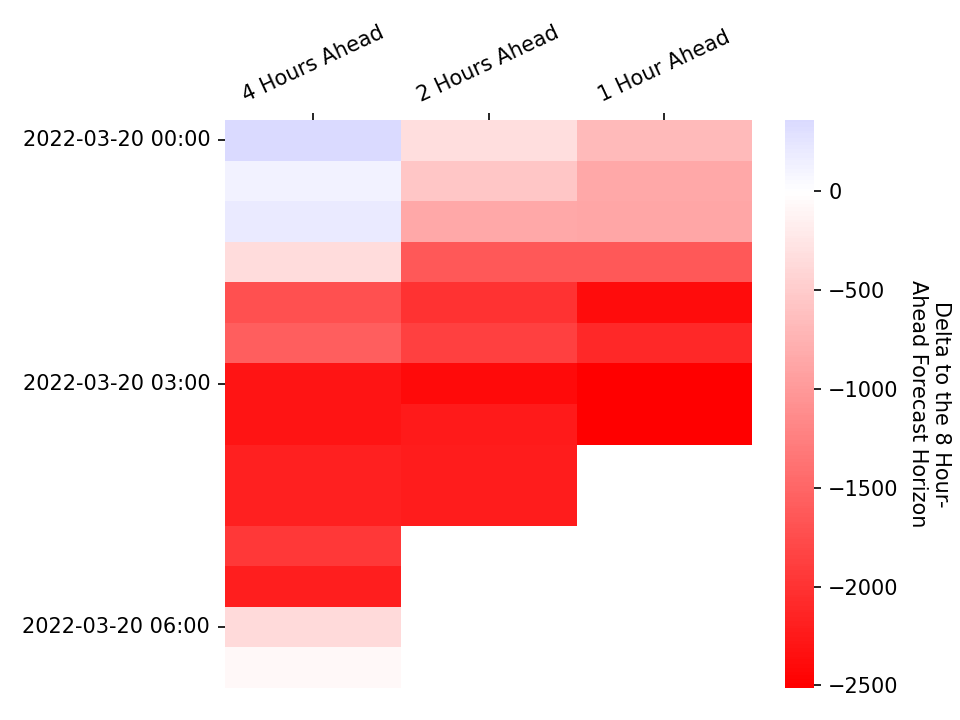 4 Hours Ahead
2 Hours Ahead
1 Hour Ahead
2022-03-20 00:00
2022-03-20 03:00
2022-03-20 06:00
0
−500
−1000
−1500
−2000
−2500
Delta to the 8 Hour-
Ahead Forecast Horizon